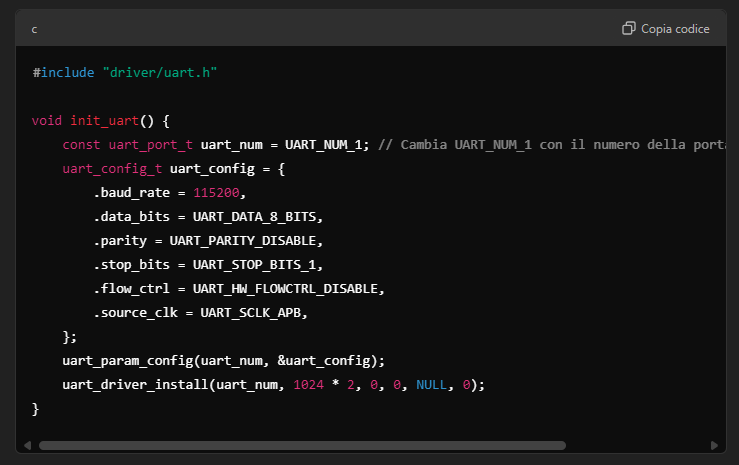 c
Copia codice
#include "driver/uart.h"
void init_uart() {
    const uart_port_t uart_num = UART_NUM_1; // Cambia UART_NUM_1 con il numero della porta
    uart_config_t uart_config = {
        .baud_rate = 115200,
        .data_bits = UART_DATA_8_BITS,
        .parity = UART_PARITY_DISABLE,
        .stop_bits = UART_STOP_BITS_1,
        .flow_ctrl = UART_HW_FLOWCTRL_DISABLE,
        .source_clk = UART_SCLK_APB,
    };
    uart_param_config(uart_num, &uart_config);
    uart_driver_install(uart_num, 1024 * 2, 0, 0, NULL, 0);
}